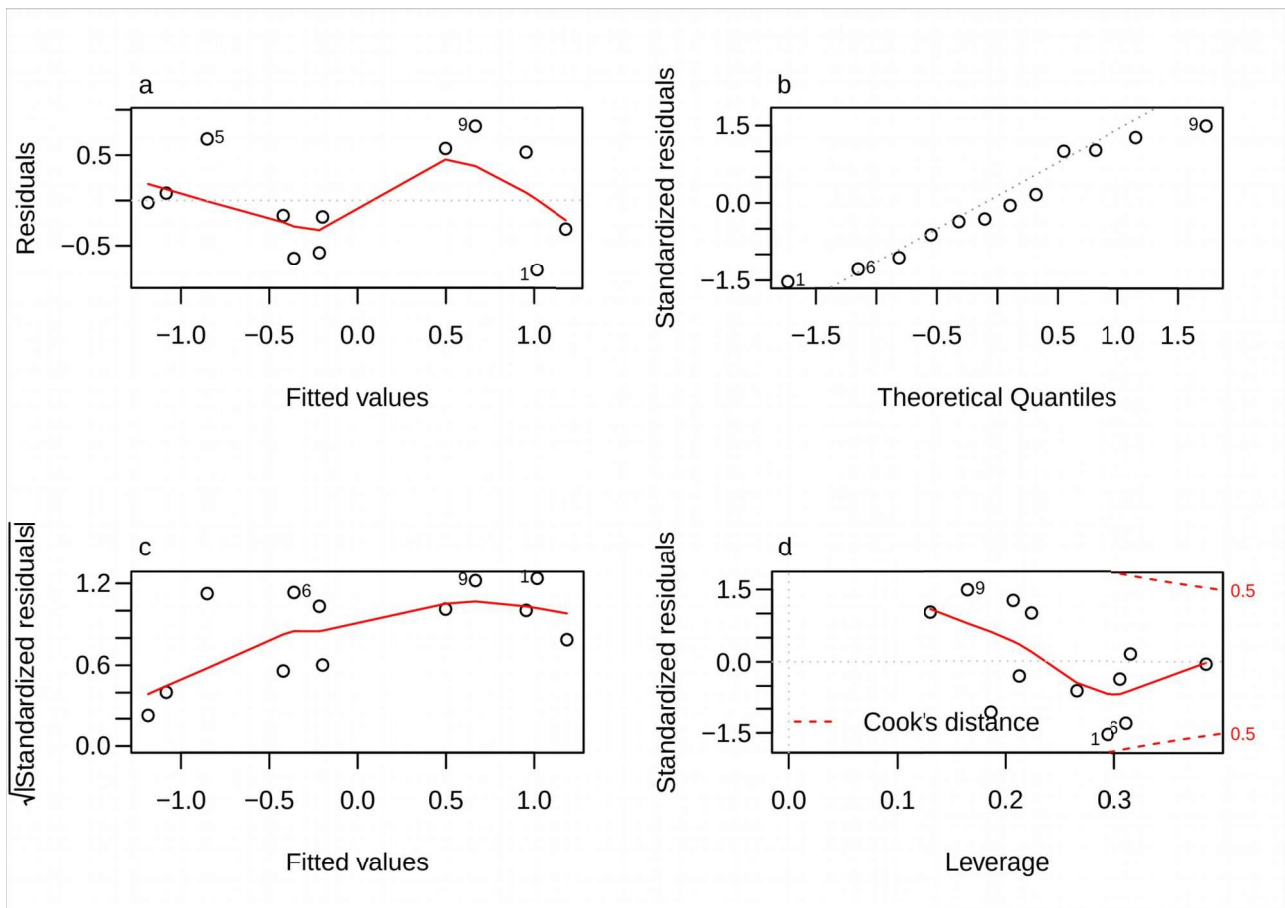 a
Residuals
0.5
−0.5
5
9
1
−1.0 −0.5 0.0 0.5 1.0
Fitted values
b
Standardized residuals
1.5
0.0
−1.5
1
6
9
−1.5 −0.5 0.5 1.0 1.5
Theoretical Quantiles
c
√|Standardized residuals|
1.2
0.6
0.0
6
9
1
−1.0 −0.5 0.0 0.5 1.0
Fitted values
d
Standardized residuals
1.5
0.0
−1.5
9
1
6
0.5
0.5
Cook's distance
0.0 0.1 0.2 0.3
Leverage